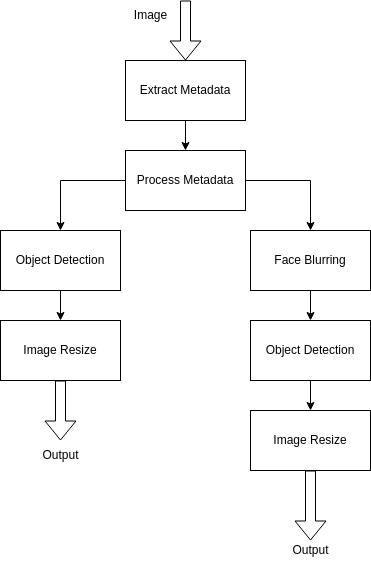 Image
Extract Metadata
Process Metadata
Object Detection
Image Resize
Output
Face Blurring
Object Detection
Image Resize
Output